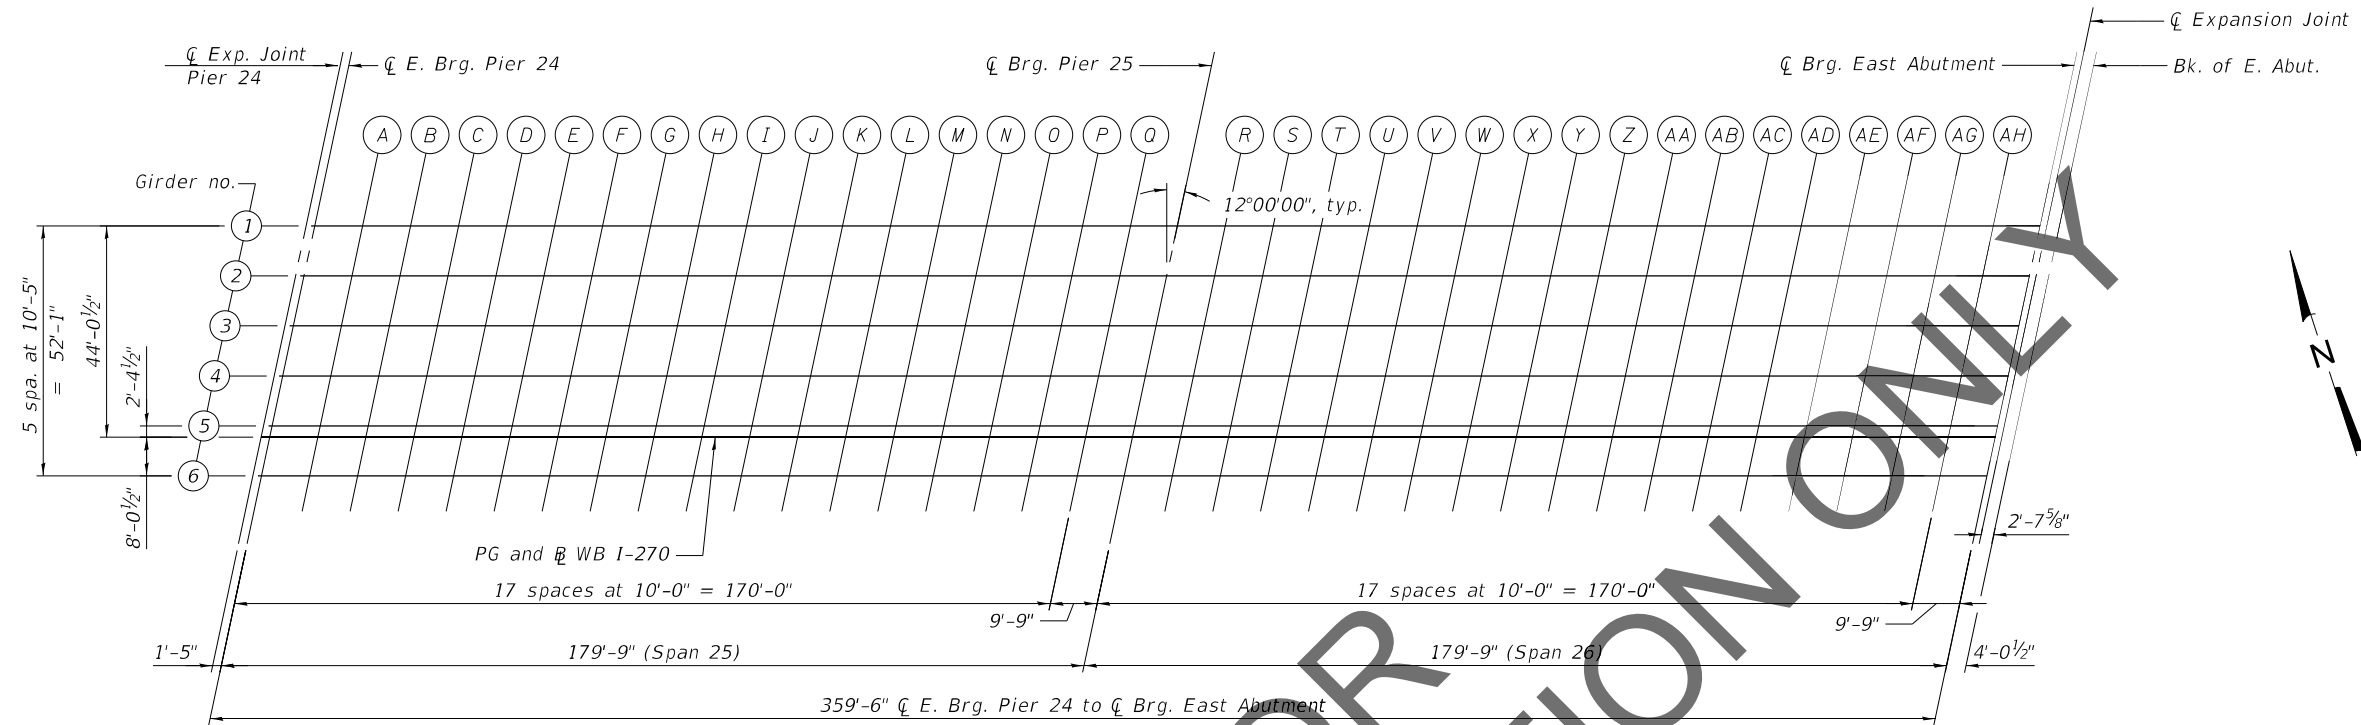 ℄ Exp. Joint
Pier 24
℄ E. Brg. Pier 24
℄ Brg. Pier 25
℄ Brg. East Abutment
℄ Expansion Joint
Bk. of E. Abut.
A B C D E F G H I J K L M N O P Q R S T U V W X Y Z AA AB AC AD AE AF AG AH
Girder no.
12°00'00", typ.
1
2
3
4
5
6
5 spa. at 10'-5"
= 52'-1"
44'-0½"
2'-4½"
8'-0½"
N
PG and ℄ WB I-270
2'-7⅝"
17 spaces at 10'-0" = 170'-0"
9'-9"
17 spaces at 10'-0" = 170'-0"
9'-9"
1'-5"
179'-9" (Span 25)
179'-9" (Span 26)
4'-0½"
359'-6" ℄ E. Brg. Pier 24 to ℄ Brg. East Abutment
OR
TION ONLY